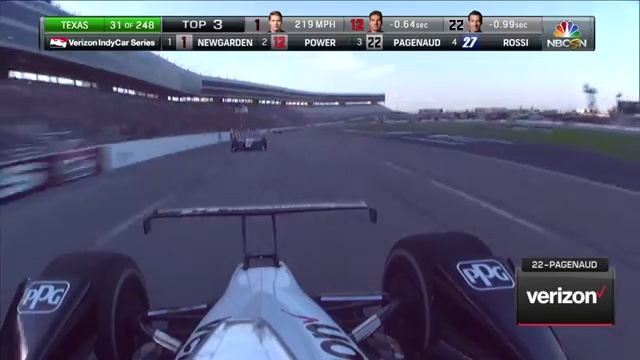 TEXAS 31 OF 248 TOP 3 1 219 MPH 12 -0.64sec 22 -0.99sec
Verizon IndyCar Series 1 1 NEWGARDEN 2 12 POWER 3 22 PAGENAUD 4 27 ROSSI NBCSN
PPG
PPG
22-PAGENAUD
verizon